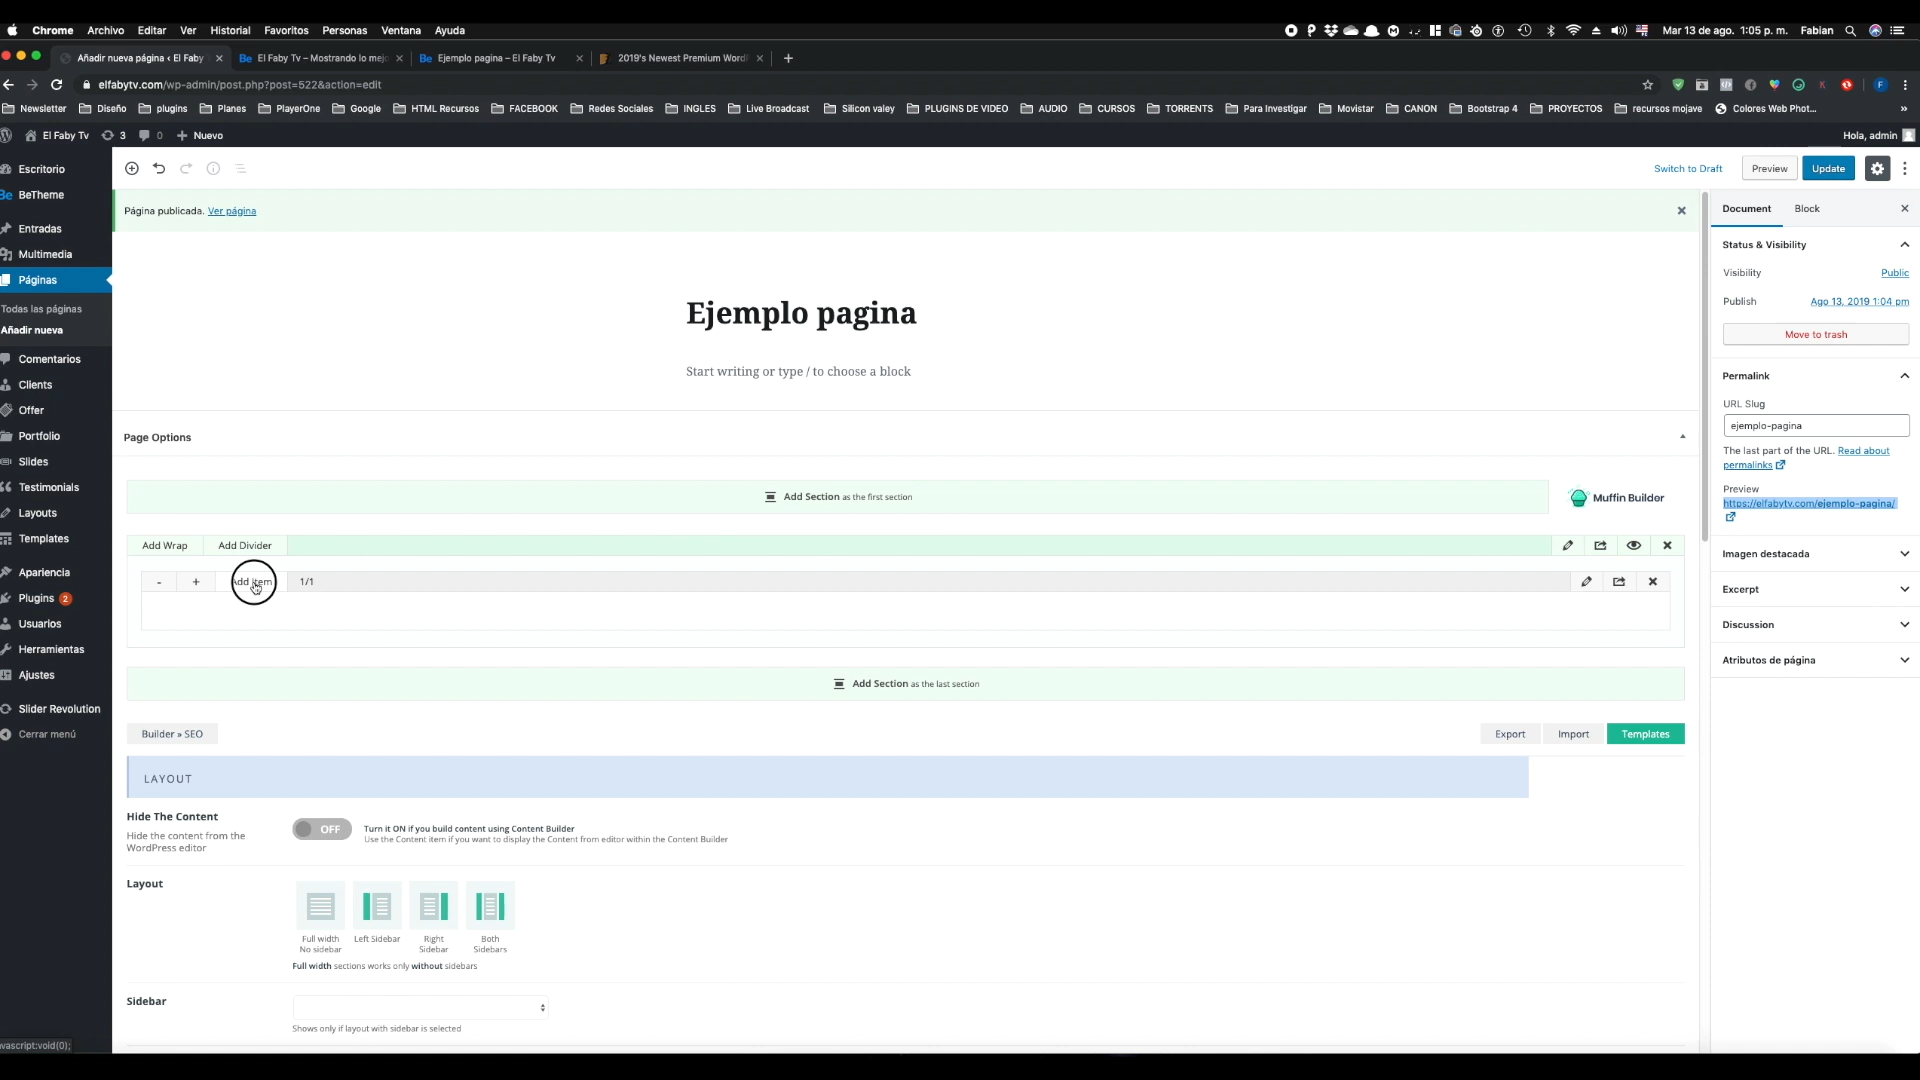 Chrome Archivo Editar Ver Historial Favoritos Personas Ventana Ayuda
Mar 13 de ago. 1:05 p. m. Fabian
Añadir nueva página ‹ El Faby
Be El Faby Tv – Mostrando lo mejo
Be Ejemplo pagina – El Faby Tv
2019's Newest Premium WordP
elfabytv.com/wp-admin/post.php?post=522&action=edit
Newsletter Diseño plugins Planes PlayerOne Google HTML Recursos FACEBOOK Redes Sociales INGLES Live Broadcast Silicon valey PLUGINS DE VIDEO AUDIO CURSOS TORRENTS Para Investigar Movistar CANON Bootstrap 4 PROYECTOS recursos mojave Colores Web Phot... »
El Faby Tv 3 0 + Nuevo
Hola, admin
Escritorio
Be BeTheme
Entradas
Multimedia
Páginas
Todas las páginas
Añadir nueva
Comentarios
Clients
Offer
Portfolio
Slides
Testimonials
Layouts
Templates
Apariencia
Plugins 2
Usuarios
Herramientas
Ajustes
Slider Revolution
Cerrar menú
Switch to Draft Preview Update
Página publicada. Ver página
Ejemplo pagina
Start writing or type / to choose a block
Page Options
Add Section as the first section
Muffin Builder
Add Wrap Add Divider
- + Add Item 1/1
Add Section as the last section
Builder » SEO
Export Import Templates
LAYOUT
Hide The Content
Hide the content from the
WordPress editor
OFF
Turn it ON if you build content using Content Builder
Use the Content item if you want to display the Content from editor within the Content Builder
Layout
Full width
No sidebar
Left Sidebar
Right
Sidebar
Both
Sidebars
Full width sections works only without sidebars
Sidebar
Shows only if layout with sidebar is selected
Document Block
Status & Visibility
Visibility Public
Publish Ago 13, 2019 1:04 pm
Move to trash
Permalink
URL Slug
ejemplo-pagina
The last part of the URL. Read about
permalinks
Preview
https://elfabytv.com/ejemplo-pagina/
Imagen destacada
Excerpt
Discussion
Atributos de página
avascript:void(0);